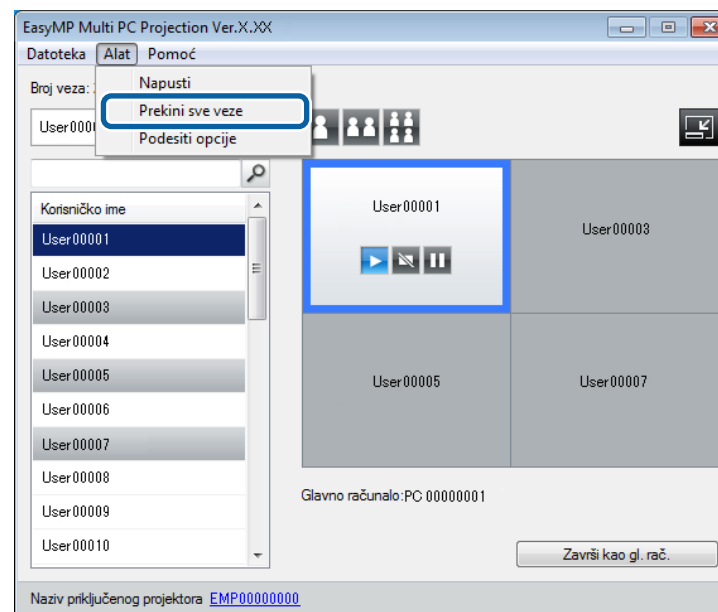 EasyMP Multi PC Projection Ver.X.XX
Datoteka Alat Pomoć
Broj veza:
Napusti
Prekini sve veze
Podesiti opcije
Korisničko ime
User00001
User00002
User00003
User00004
User00005
User00006
User00007
User00008
User00009
User00010
User00001
User00003
User00005
User00007
Glavno računalo:PC 00000001
Završi kao gl. rač.
Naziv priključenog projektora EMP00000000